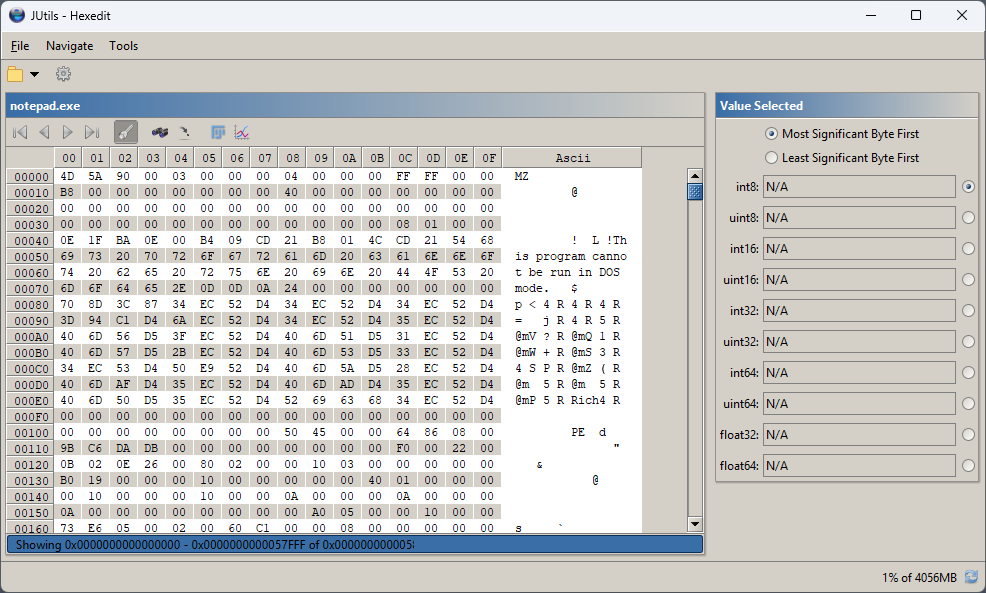 JUtils - Hexedit
File Navigate Tools
notepad.exe
00 01 02 03 04 05 06 07 08 09 0A 0B 0C 0D 0E 0F Ascii
00000 4D 5A 90 00 03 00 00 00 04 00 00 00 FF FF 00 00 MZ
00010 B8 00 00 00 00 00 00 00 40 00 00 00 00 00 00 00 @
00020 00 00 00 00 00 00 00 00 00 00 00 00 00 00 00 00
00030 00 00 00 00 00 00 00 00 00 00 00 00 08 01 00 00
00040 0E 1F BA 0E 00 B4 09 CD 21 B8 01 4C CD 21 54 68 ! L !Th
00050 69 73 20 70 72 6F 67 72 61 6D 20 63 61 6E 6E 6F is program canno
00060 74 20 62 65 20 72 75 6E 20 69 6E 20 44 4F 53 20 t be run in DOS
00070 6D 6F 64 65 2E 0D 0D 0A 24 00 00 00 00 00 00 00 mode. $
00080 70 8D 3C 87 34 EC 52 D4 34 EC 52 D4 34 EC 52 D4 p < 4 R 4 R 4 R
00090 3D 94 C1 D4 6A EC 52 D4 34 EC 52 D4 35 EC 52 D4 = j R 4 R 5 R
000A0 40 6D 56 D5 3F EC 52 D4 40 6D 51 D5 31 EC 52 D4 @mV ? R @mQ 1 R
000B0 40 6D 57 D5 2B EC 52 D4 40 6D 53 D5 33 EC 52 D4 @mW + R @mS 3 R
000C0 34 EC 53 D4 50 E9 52 D4 40 6D 5A D5 28 EC 52 D4 4 S P R @mZ ( R
000D0 40 6D AF D4 35 EC 52 D4 40 6D AD D4 35 EC 52 D4 @m 5 R @m 5 R
000E0 40 6D 50 D5 35 EC 52 D4 52 69 63 68 34 EC 52 D4 @mP 5 R Rich4 R
000F0 00 00 00 00 00 00 00 00 00 00 00 00 00 00 00 00
00100 00 00 00 00 00 00 00 00 50 45 00 00 64 86 08 00 PE d
00110 9B C6 DA DB 00 00 00 00 00 00 00 00 F0 00 22 00 "
00120 0B 02 0E 26 00 80 02 00 00 10 03 00 00 00 00 00 &
00130 B0 19 00 00 00 10 00 00 00 00 00 40 01 00 00 00 @
00140 00 10 00 00 00 10 00 00 0A 00 00 00 0A 00 00 00
00150 0A 00 00 00 00 00 00 00 00 A0 05 00 00 10 00 00
00160 73 E6 05 00 02 00 60 C1 00 00 08 00 00 00 00 00 s `
Showing 0x0000000000000000 - 0x0000000000057FFF of 0x000000000005
Value Selected
Most Significant Byte First
Least Significant Byte First
int8: N/A
uint8: N/A
int16: N/A
uint16: N/A
int32: N/A
uint32: N/A
int64: N/A
uint64: N/A
float32: N/A
float64: N/A
1% of 4056MB